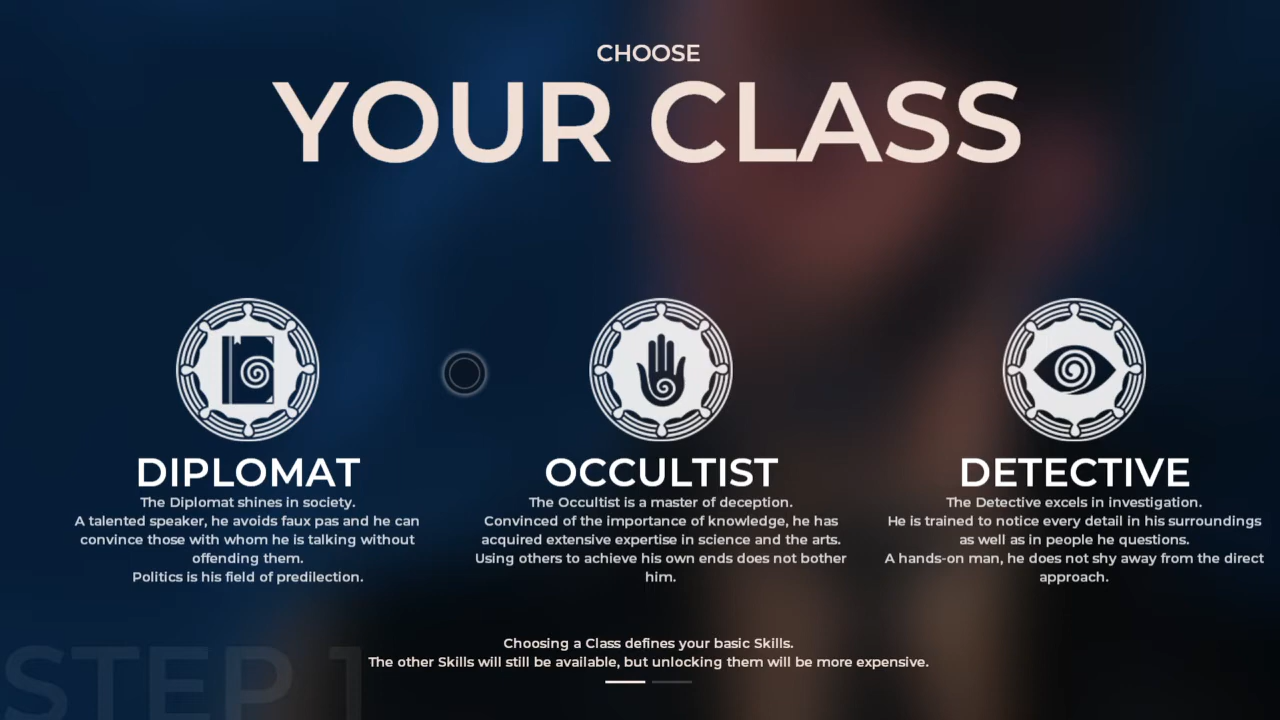 CHOOSE
YOUR CLASS
DIPLOMAT
The Diplomat shines in society.
A talented speaker, he avoids faux pas and he can
convince those with whom he is talking without
offending them.
Politics is his field of predilection.
OCCULTIST
The Occultist is a master of deception.
Convinced of the importance of knowledge, he has
acquired extensive expertise in science and the arts.
Using others to achieve his own ends does not bother
him.
DETECTIVE
The Detective excels in investigation.
He is trained to notice every detail in his surroundings
as well as in people he questions.
A hands-on man, he does not shy away from the direct
approach.
Choosing a Class defines your basic Skills.
The other Skills will still be available, but unlocking them will be more expensive.
STEP 1